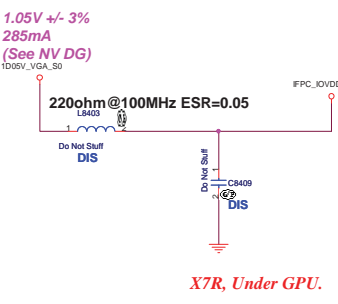 1.05V +/- 3%
285mA
(See NV DG)
1D05V_VGA_S0
IFPC_IOVDD
220ohm@100MHz ESR=0.05
L8403
1
2
Do Not Stuff
DIS
Do Not Stuff
1
C8409
2
DIS
X7R, Under GPU.